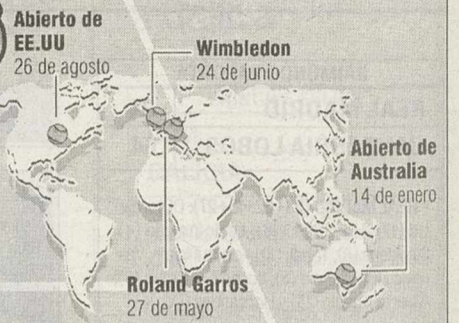 Abierto de
EE.UU
26 de agosto
Wimbledon
24 de junio
Abierto de
Australia
14 de enero
Roland Garros
27 de mayo